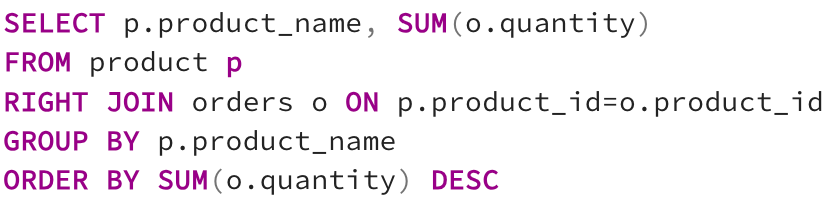 SELECT p.product_name, SUM(o.quantity)
FROM product p
RIGHT JOIN orders o ON p.product_id=o.product_id
GROUP BY p.product_name
ORDER BY SUM(o.quantity) DESC